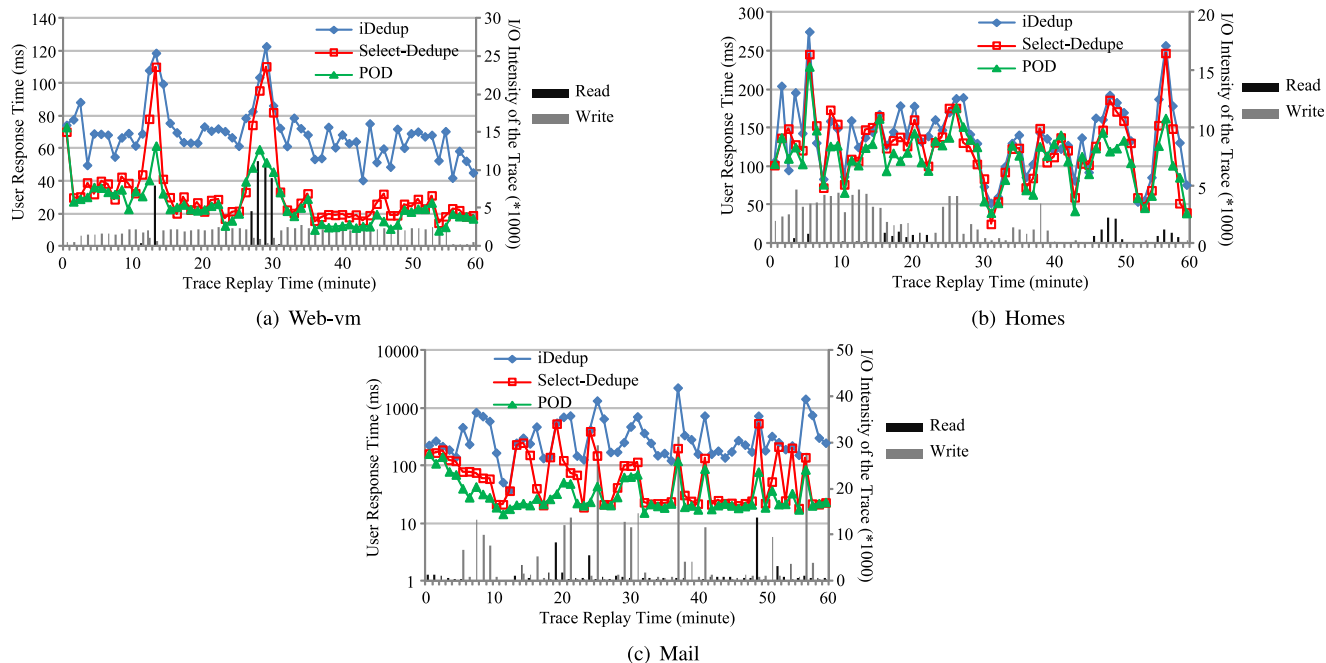 User Response Time (ms)
140
120
100
80
60
40
20
0
iDedup
Select-Dedupe
POD
30
25
20
15
10
5
0
I/O Intensity of the Trace (*1000)
Read
Write
0 10 20 30 40 50 60
Trace Replay Time (minute)
(a) Web-vm
User Response Time (ms)
300
250
200
150
100
50
0
iDedup
Select-Dedupe
POD
20
15
10
5
0
I/O Intensity of the Trace (*1000)
Read
Write
0 10 20 30 40 50 60
Trace Replay Time (minute)
(b) Homes
User Response Time (ms)
10000
1000
100
10
1
iDedup
Select-Dedupe
POD
50
40
30
20
10
0
I/O Intensity of the Trace (*1000)
Read
Write
0 10 20 30 40 50 60
Trace Replay Time (minute)
(c) Mail